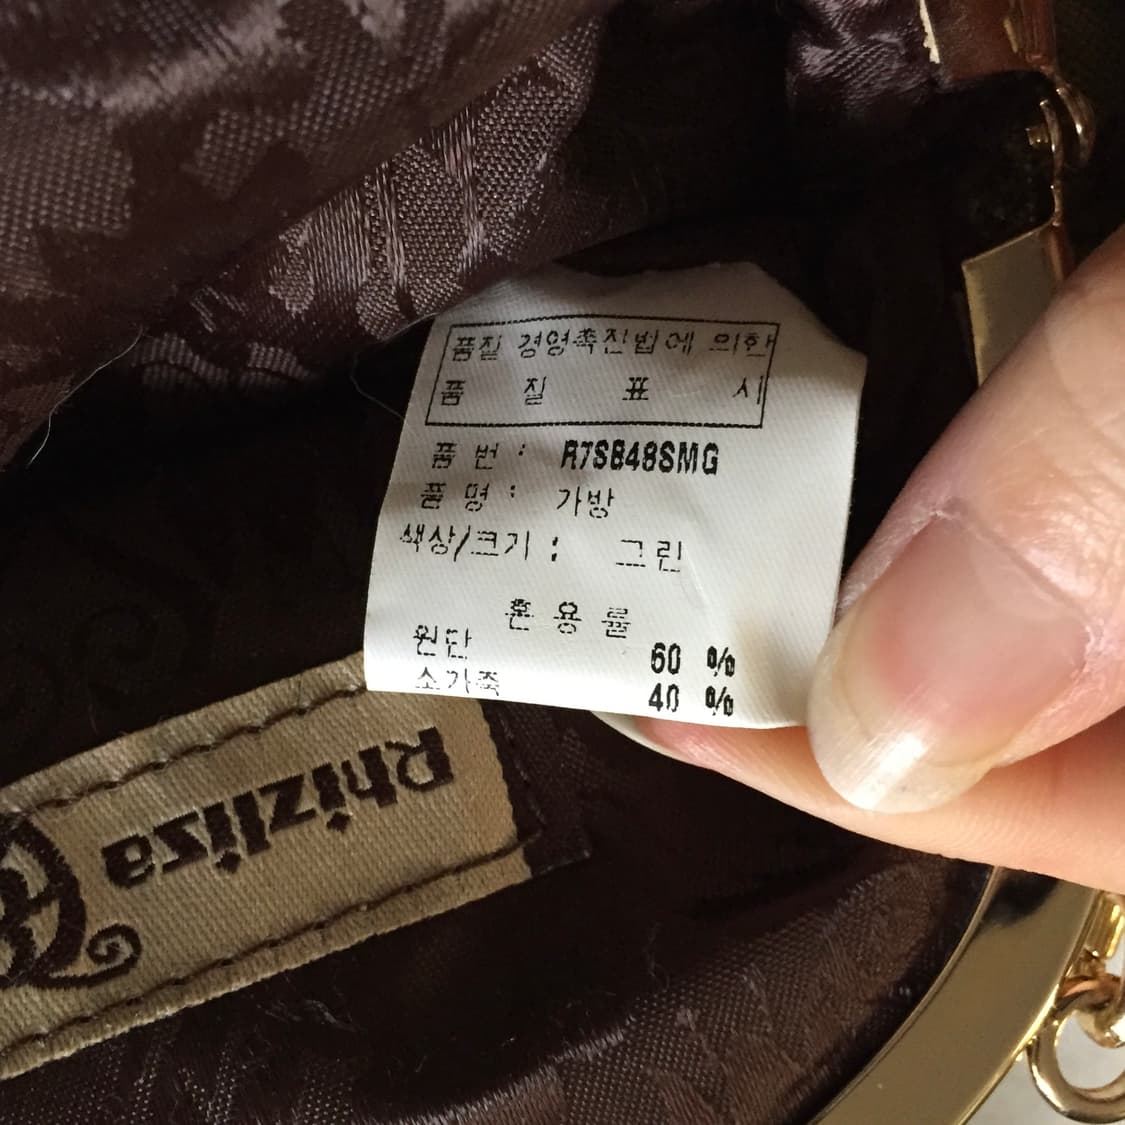 품질 경영촉진법에 의한
품 질 표 시
품 번 : R7SB48SMG
품 명 : 가방
색상/크기 : 그린
혼 용 률
원단 60 %
소가죽 40 %
Rhizliza